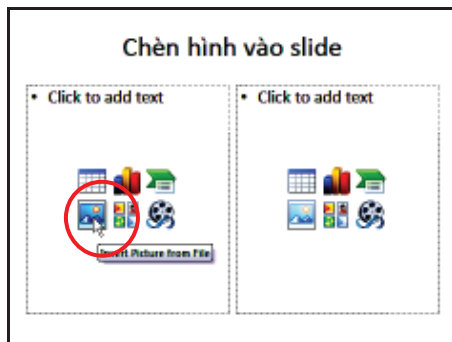 Chèn hình vào slide
• Click to add text
• Click to add text
Insert Picture from File